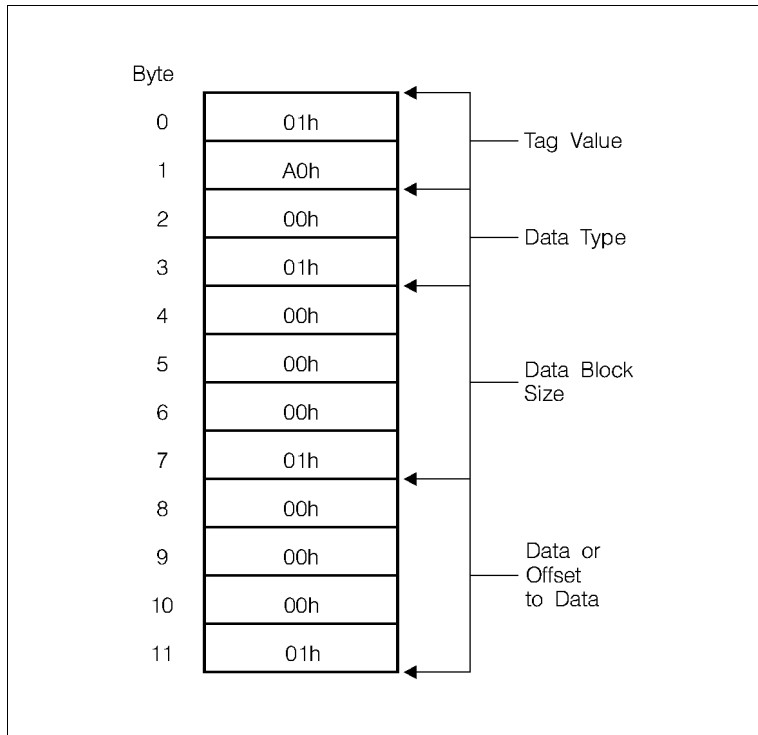 Byte
0 01h
Tag Value
1 A0h
2 00h
Data Type
3 01h
4 00h
5 00h
Data Block
Size
6 00h
7 01h
8 00h
9 00h
Data or
Offset
to Data
10 00h
11 01h